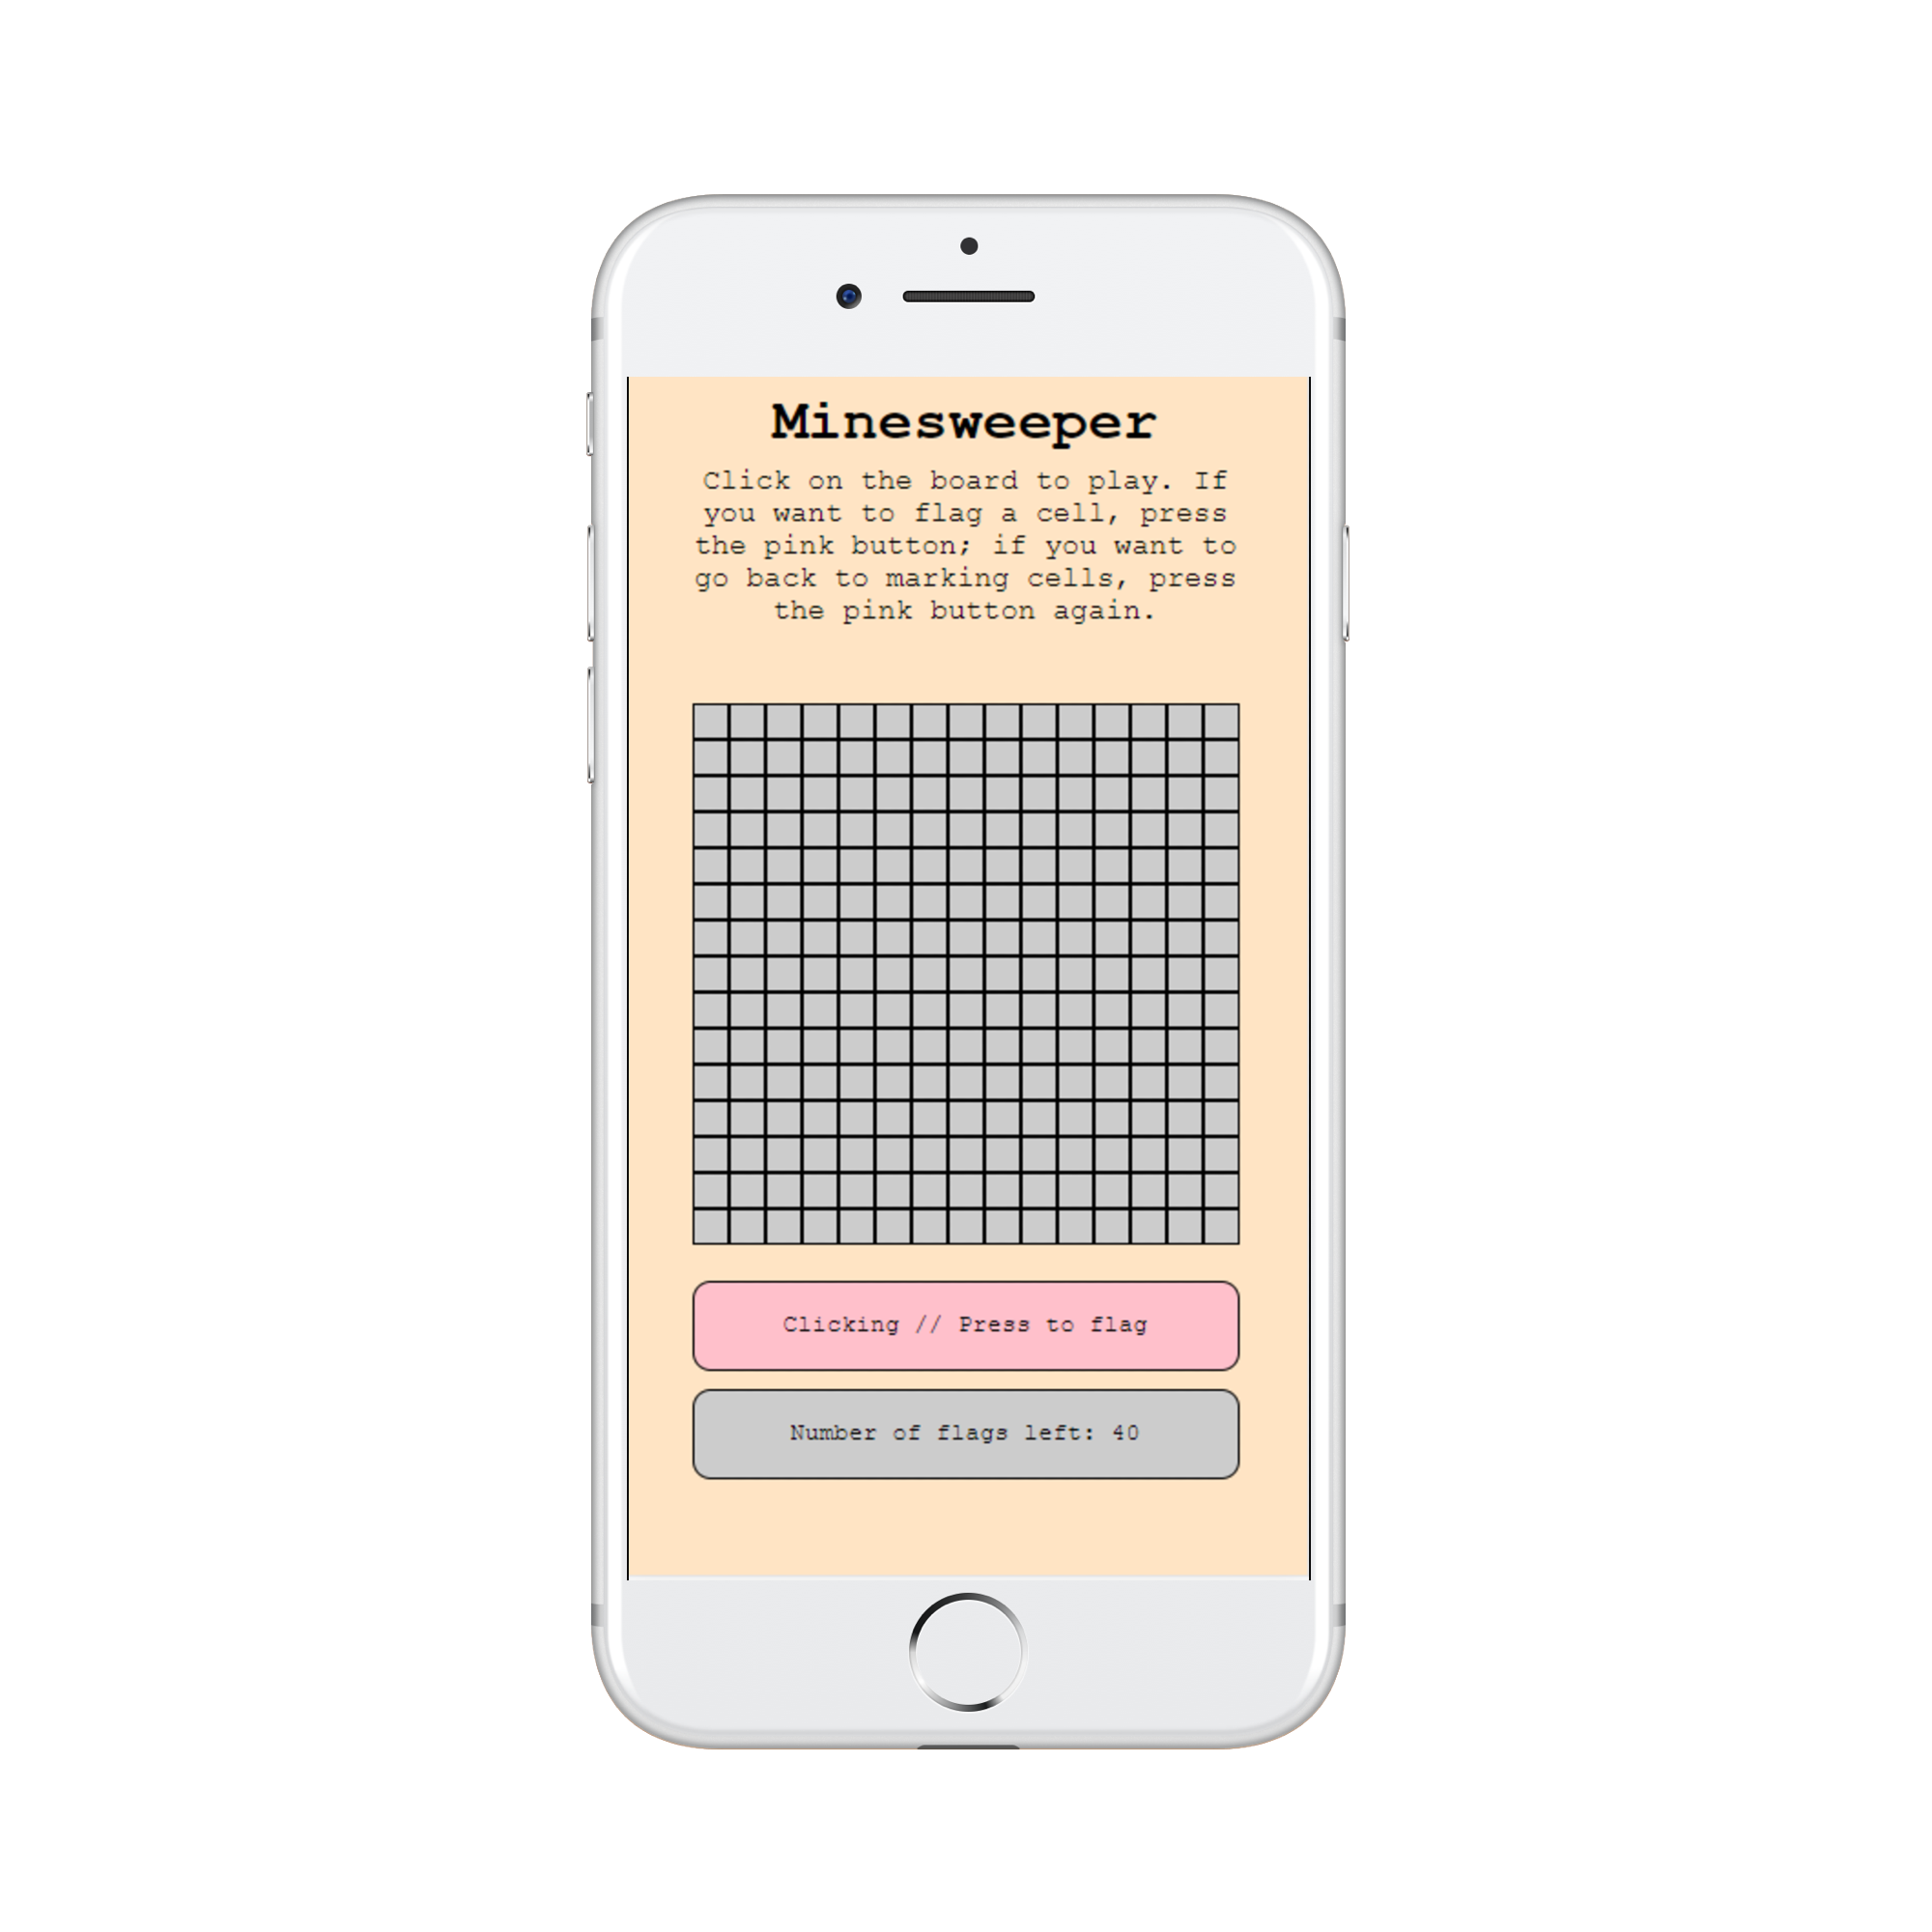 Minesweeper
Click on the board to play. If
you want to flag a cell, press
the pink button; if you want to
go back to marking cells, press
the pink button again.
Clicking // Press to flag
Number of flags left: 40